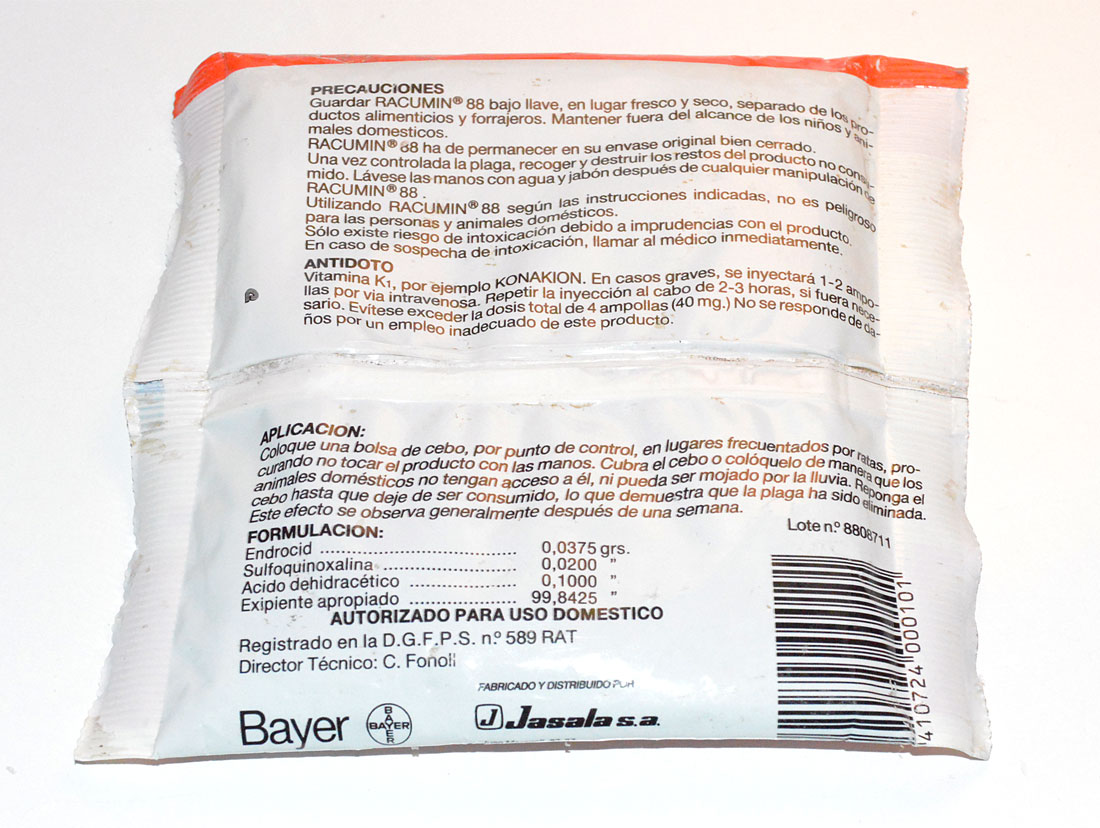 PRECAUCIONES
Guardar RACUMIN® 88 bajo llave, en lugar fresco y seco, separado de los pro-
ductos alimenticios y forrajeros. Mantener fuera del alcance de los niños y ani-
males domesticos.
RACUMIN® 88 ha de permanecer en su envase original bien cerrado.
Una vez controlada la plaga, recoger y destruir los restos del producto no consu-
mido. Lávese las manos con agua y jabón después de cualquier manipulación de
RACUMIN® 88.
Utilizando RACUMIN® 88 según las instrucciones indicadas, no es peligroso
para las personas y animales domésticos.
Sólo existe riesgo de intoxicación debido a imprudencias con el producto.
En caso de sospecha de intoxicación, llamar al médico inmediatamente.
ANTIDOTO
Vitamina K₁, por ejemplo KONAKION. En casos graves, se inyectará 1-2 ampo-
llas por via intravenosa. Repetir la inyección al cabo de 2-3 horas, si fuera nece-
sario. Evítese exceder la dosis total de 4 ampollas (40 mg.) No se responde de da-
ños por un empleo inadecuado de este producto.
APLICACION:
Coloque una bolsa de cebo, por punto de control, en lugares frecuentados por ratas, pro-
curando no tocar el producto con las manos. Cubra el cebo o colóquelo de manera que los
animales domésticos no tengan acceso a él, ni pueda ser mojado por la lluvia. Reponga el
cebo hasta que deje de ser consumido, lo que demuestra que la plaga ha sido eliminada.
Este efecto se observa generalmente después de una semana.
Lote n.º 8808711
FORMULACION:
Endrocid ................................ 0,0375 grs.
Sulfoquinoxalina ...................... 0,0200 "
Acido dehidracético ................ 0,1000 "
Exipiente apropiado ................ 99,8425 "
AUTORIZADO PARA USO DOMESTICO
Registrado en la D.G.F.P.S. n.º 589 RAT
Director Técnico: C. Fonoll
FABRICADO Y DISTRIBUIDO POR
Bayer BAYER BAYER
J Jasala s.a.
410724 000101